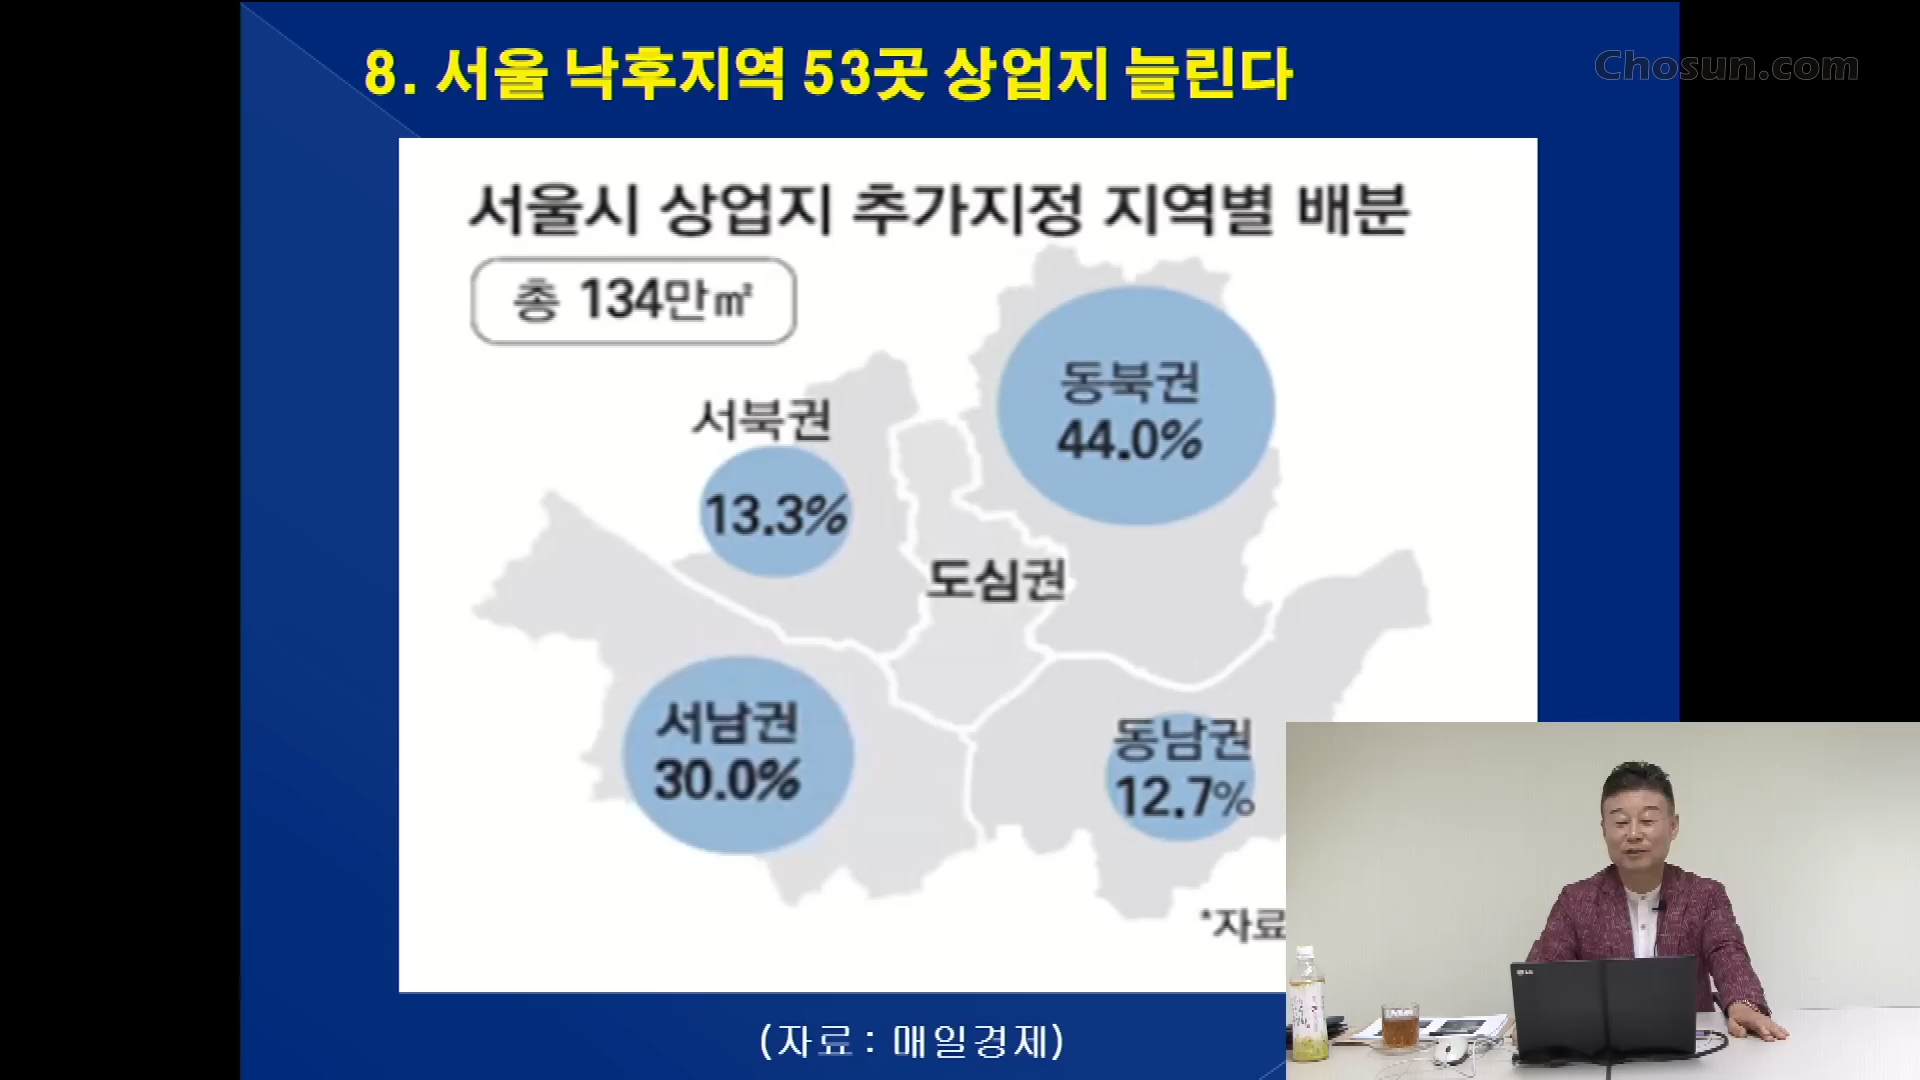 8. 서울 낙후지역 53곳 상업지 늘린다
Chosun.com
서울시 상업지 추가지정 지역별 배분
총 134만㎡
동북권
44.0%
서북권
13.3%
도심권
서남권
30.0%
동남권
12.7%
*자료
(자료 : 매일경제)
LG